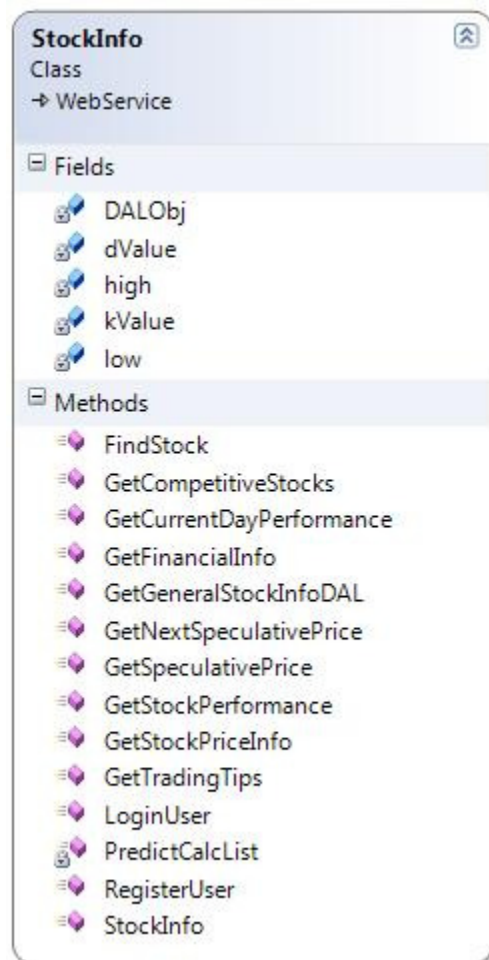 StockInfo
Class
WebService
Fields
DALObj
dValue
high
kValue
low
Methods
FindStock
GetCompetitiveStocks
GetCurrentDayPerformance
GetFinancialInfo
GetGeneralStockInfoDAL
GetNextSpeculativePrice
GetSpeculativePrice
GetStockPerformance
GetStockPriceInfo
GetTradingTips
LoginUser
PredictCalcList
RegisterUser
StockInfo